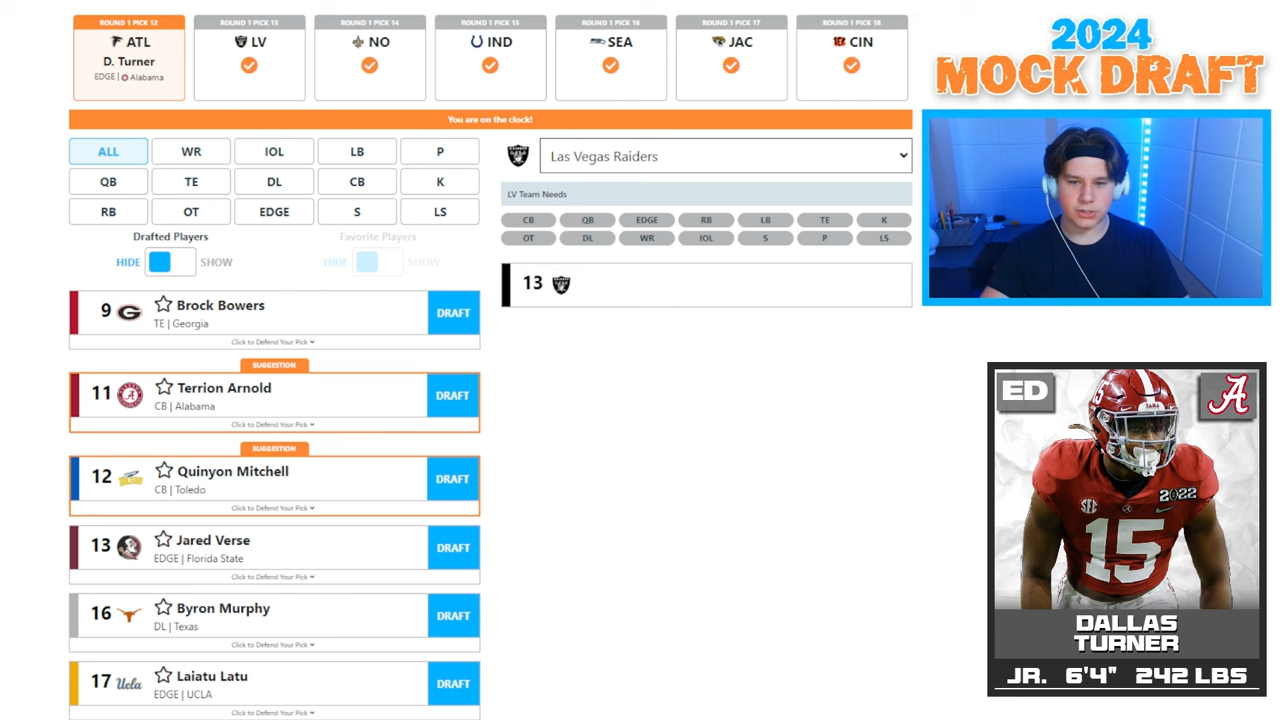 ROUND 1 PICK 12
ATL
D. Turner
EDGE | Alabama
ROUND 1 PICK 13
LV
ROUND 1 PICK 14
NO
ROUND 1 PICK 15
IND
ROUND 1 PICK 16
SEA
ROUND 1 PICK 17
JAC
ROUND 1 PICK 18
CIN
2024
MOCK DRAFT
You are on the clock!
ALL WR IOL LB P
QB TE DL CB K
RB OT EDGE S LS
Drafted Players
HIDE SHOW
Favorite Players
HIDE SHOW
Las Vegas Raiders
LV Team Needs
CB QB EDGE RB LB TE K
OT DL WR IOL S P LS
13
9 G Brock Bowers
TE | Georgia
DRAFT
Click to Defend Your Pick
SUGGESTION
11 Terrion Arnold
CB | Alabama
DRAFT
Click to Defend Your Pick
SUGGESTION
12 Quinyon Mitchell
CB | Toledo
DRAFT
Click to Defend Your Pick
13 Jared Verse
EDGE | Florida State
DRAFT
Click to Defend Your Pick
16 Byron Murphy
DL | Texas
DRAFT
Click to Defend Your Pick
17 Ucla Laiatu Latu
EDGE | UCLA
DRAFT
Click to Defend Your Pick
ED
A
15
BAMA
2022
SEC
15
DALLAS
TURNER
JR. 6'4" 242 LBS